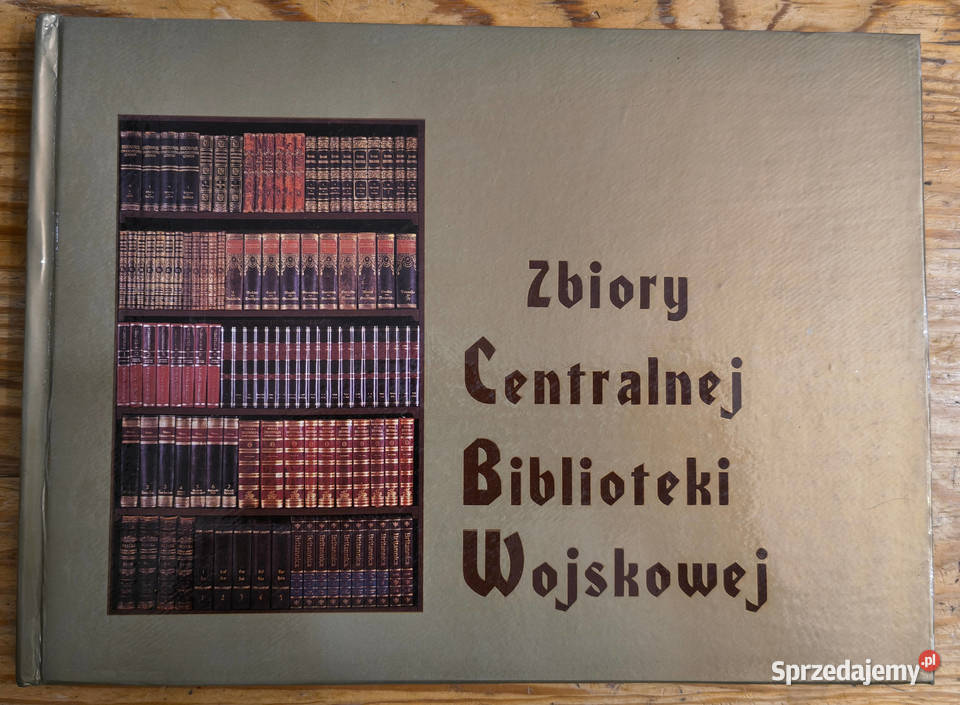 Zbiory
Centralnej
Biblioteki
Wojskowej
Sprzedajemy.pl